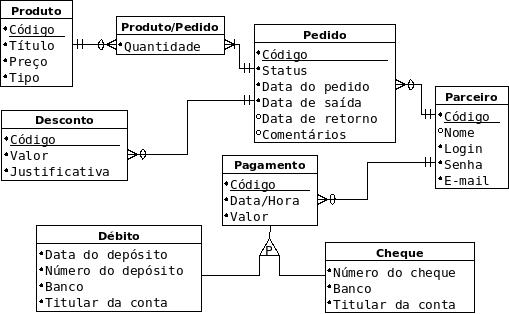 Produto
Código
Título
Preço
Tipo
Produto/Pedido
Quantidade
Pedido
Código
Status
Data do pedido
Data de saída
Data de retorno
Comentários
Parceiro
Código
Nome
Login
Senha
E-mail
Desconto
Código
Valor
Justificativa
Pagamento
Código
Data/Hora
Valor
P
Débito
Data do depósito
Número do depósito
Banco
Titular da conta
Cheque
Número do cheque
Banco
Titular da conta